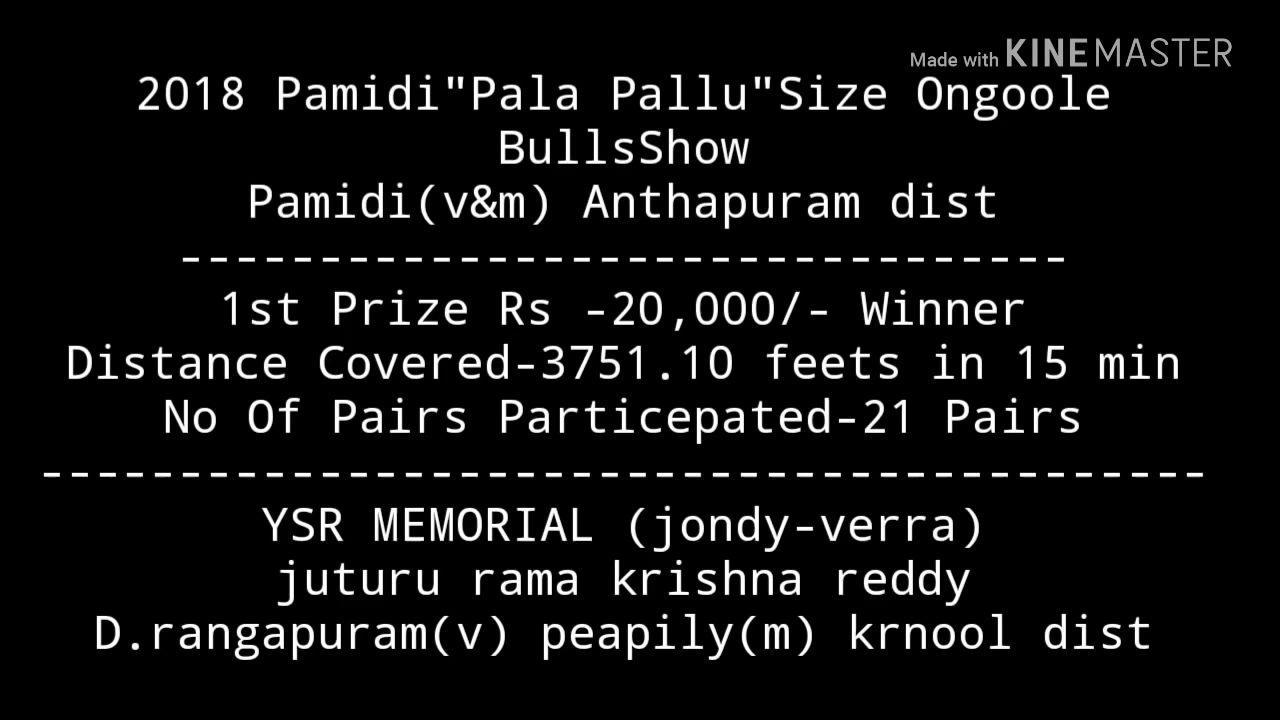 Made with KINEMASTER
2018 Pamidi"Pala Pallu"Size Ongoole
BullsShow
Pamidi(v&m) Anthapuram dist
--------------------------------
1st Prize Rs -20,000/- Winner
Distance Covered-3751.10 feets in 15 min
No Of Pairs Particepated-21 Pairs
------------------------------------------
YSR MEMORIAL (jondy-verra)
juturu rama krishna reddy
D.rangapuram(v) peapily(m) krnool dist